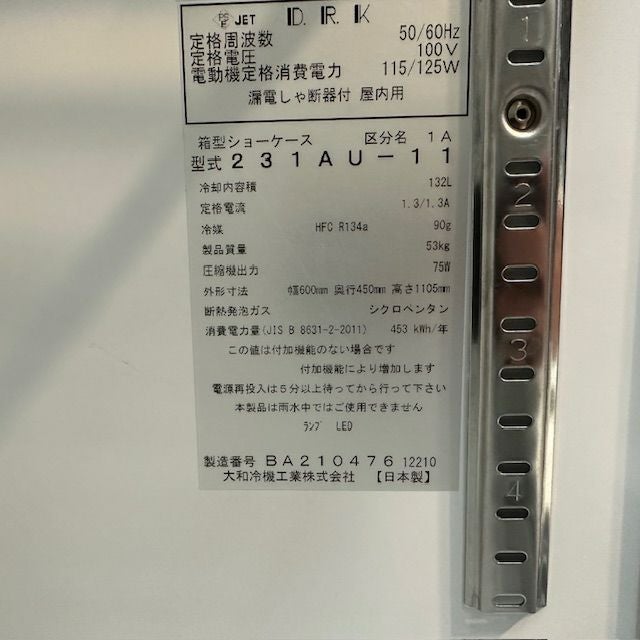 PS E JET D.R.K
定格周波数 50/60Hz
定格電圧 100V
電動機定格消費電力 115/125W
漏電しゃ断器付 屋内用
箱型ショーケース 区分名 1A
型式 231AU-11
冷却内容積 132L
定格電流 1.3/1.3A
冷媒 HFC R134a 90g
製品質量 53kg
圧縮機出力 75W
外形寸法 幅600mm 奥行450mm 高さ1105mm
断熱発泡ガス シクロペンタン
消費電力量(JIS B 8631-2-2011) 453 kWh/年
この値は付加機能のない場合です
付加機能により増加します
電源再投入は5分以上待ってから行って下さい
本製品は雨水中ではご使用できません
ﾗﾝﾌﾟ LED
製造番号 BA210476 12210
大和冷機工業株式会社 【日本製】
1
2
3
4